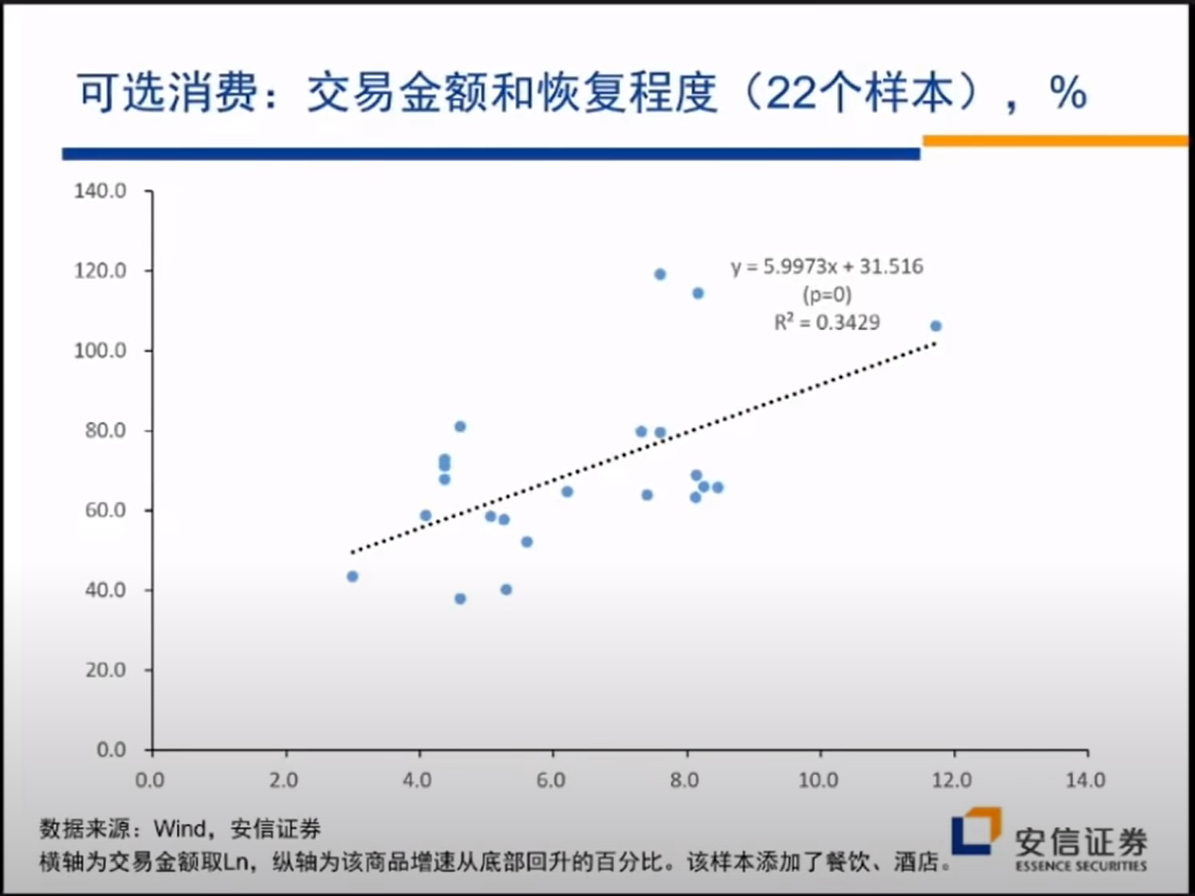 可选消费：交易金额和恢复程度（22个样本），%
140.0
120.0
100.0
80.0
60.0
40.0
20.0
0.0
y = 5.9973x + 31.516
(p=0)
R² = 0.3429
0.0 2.0 4.0 6.0 8.0 10.0 12.0 14.0
数据来源：Wind，安信证券
横轴为交易金额取Ln，纵轴为该商品增速从底部回升的百分比。该样本添加了餐饮、酒店。
安信证券
ESSENCE SECURITIES